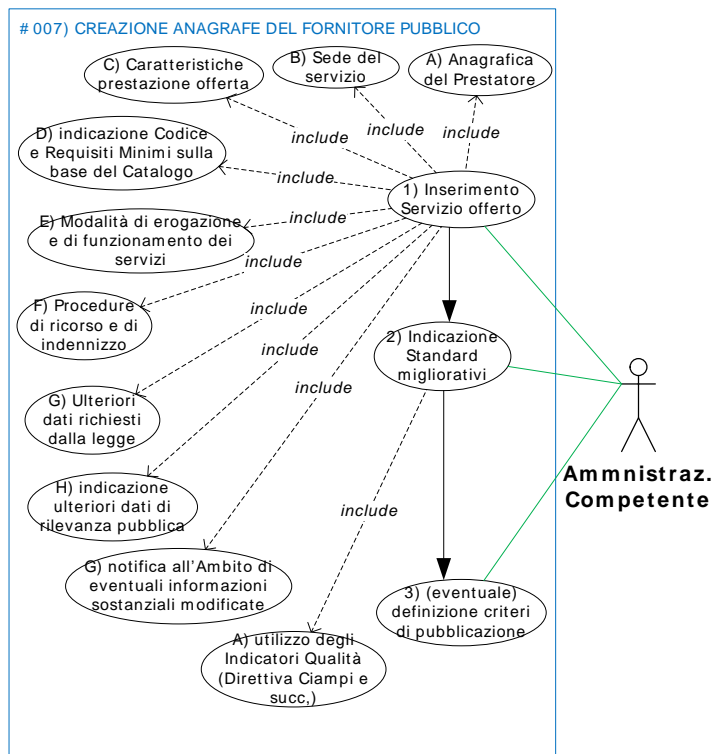 # 007) CREAZIONE ANAGRAFE DEL FORNITORE PUBBLICO
C) Caratteristiche
prestazione offerta
B) Sede del
servizio
A) Anagrafica
del Prestatore
include
include
include
D) indicazione Codice
e Requisiti Minimi sulla
base del Catalogo
include
1) Inserimento
Servizio offerto
E) Modalità di erogazione
e di funzionamento dei
servizi
include
include
F) Procedure
di ricorso e di
indennizzo
include
2) Indicazione
Standard
migliorativi
include
include
G) Ulteriori
dati richiesti
dalla legge
Ammnistraz.
Competente
H) indicazione
ulteriori dati di
rilevanza pubblica
include
G) notifica all'Ambito di
eventuali informazioni
sostanziali modificate
3) (eventuale)
definizione criteri
di pubblicazione
A) utilizzo degli
Indicatori Qualità
(Direttiva Ciampi e
succ,)